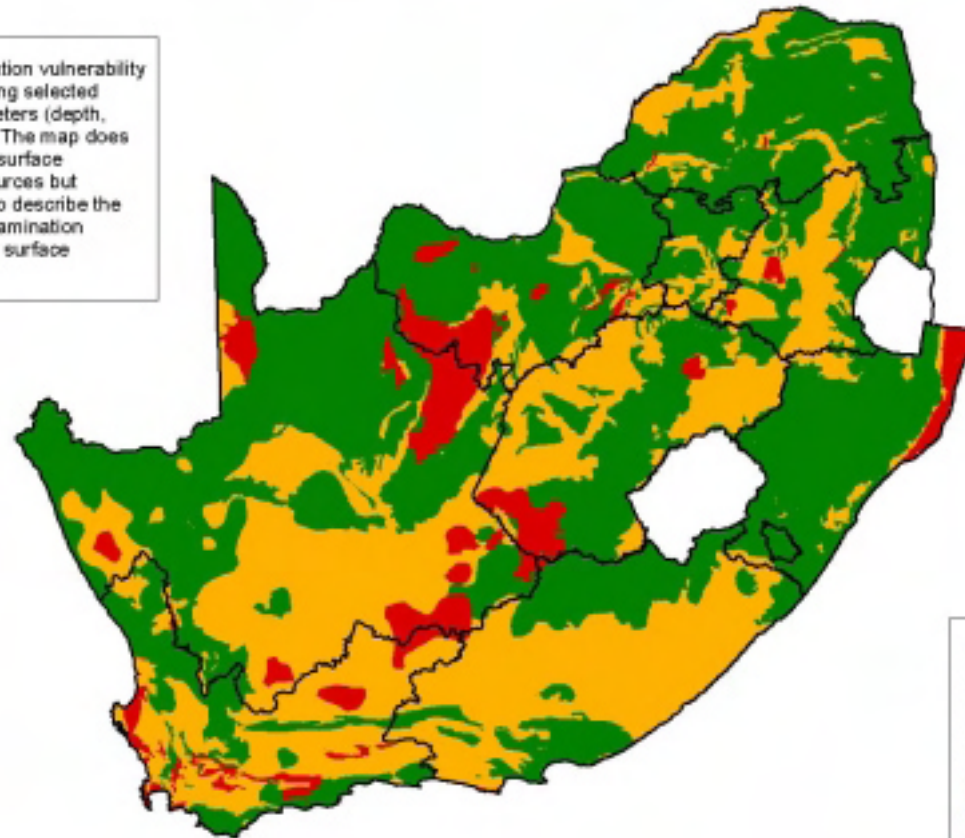 tion vulnerability
ng selected
eters (depth,
The map does
surface
urces but
o describe the
amination
surface